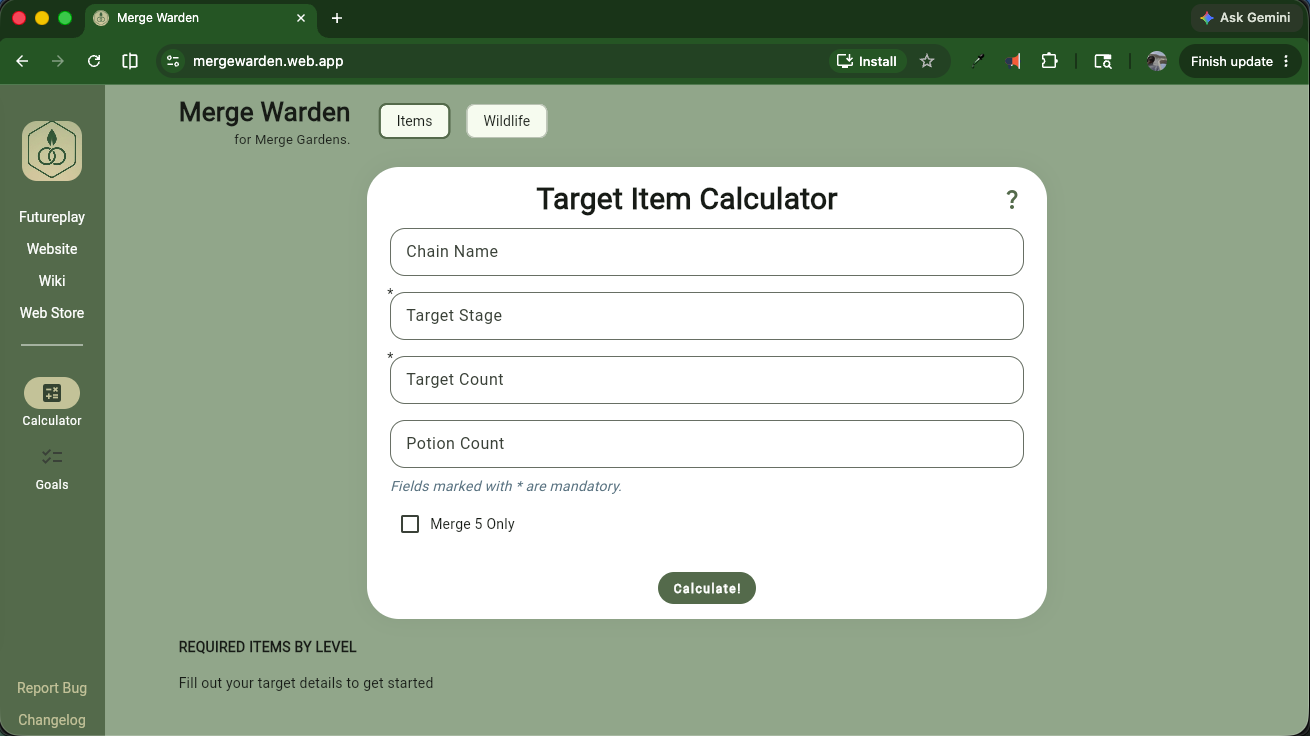 Merge Warden
Ask Gemini
mergewarden.web.app
Install
Finish update
Merge Warden
for Merge Gardens.
Items
Wildlife
Futureplay
Website
Wiki
Web Store
Calculator
Goals
Report Bug
Changelog
Target Item Calculator
?
Chain Name
*
Target Stage
*
Target Count
Potion Count
Fields marked with * are mandatory.
Merge 5 Only
Calculate!
REQUIRED ITEMS BY LEVEL
Fill out your target details to get started